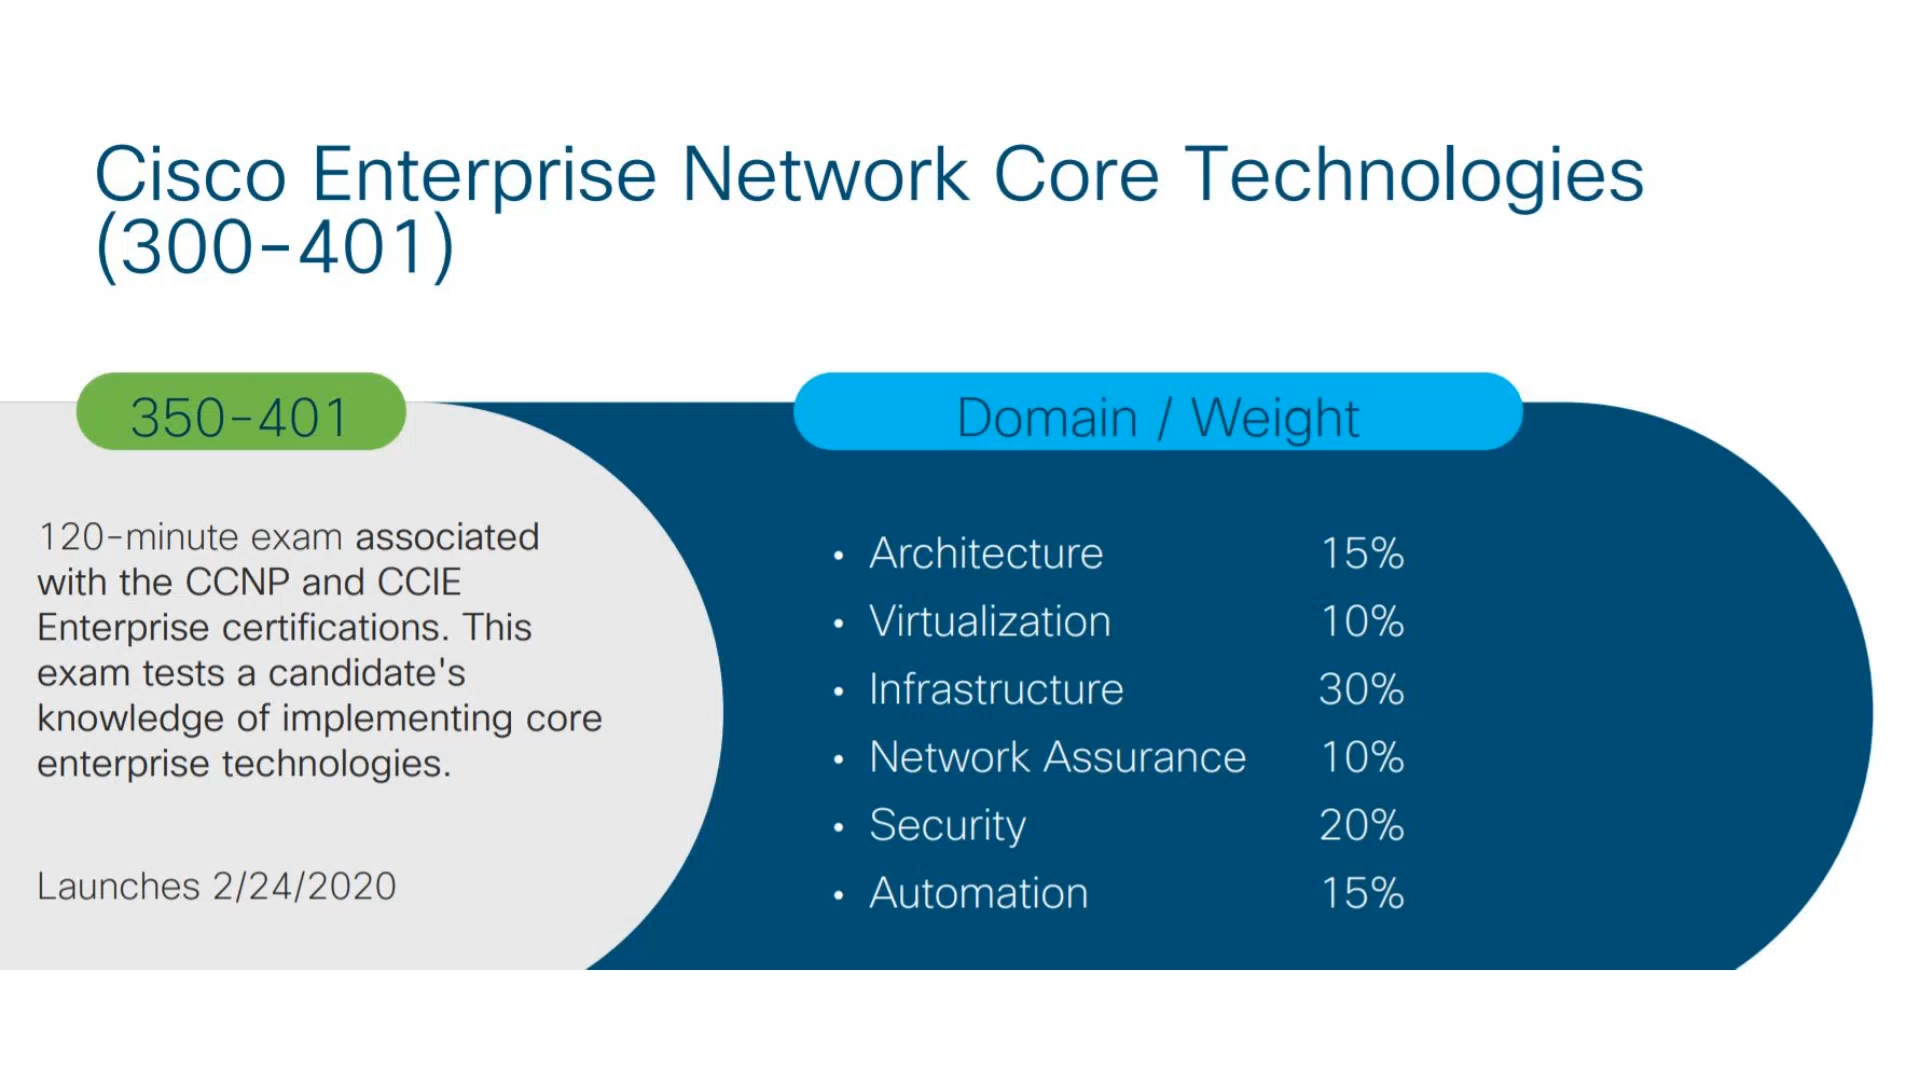 Cisco Enterprise Network Core Technologies
(300-401)
350-401
120-minute exam associated
with the CCNP and CCIE
Enterprise certifications. This
exam tests a candidate's
knowledge of implementing core
enterprise technologies.
Launches 2/24/2020
Domain / Weight
• Architecture 15%
• Virtualization 10%
• Infrastructure 30%
• Network Assurance 10%
• Security 20%
• Automation 15%